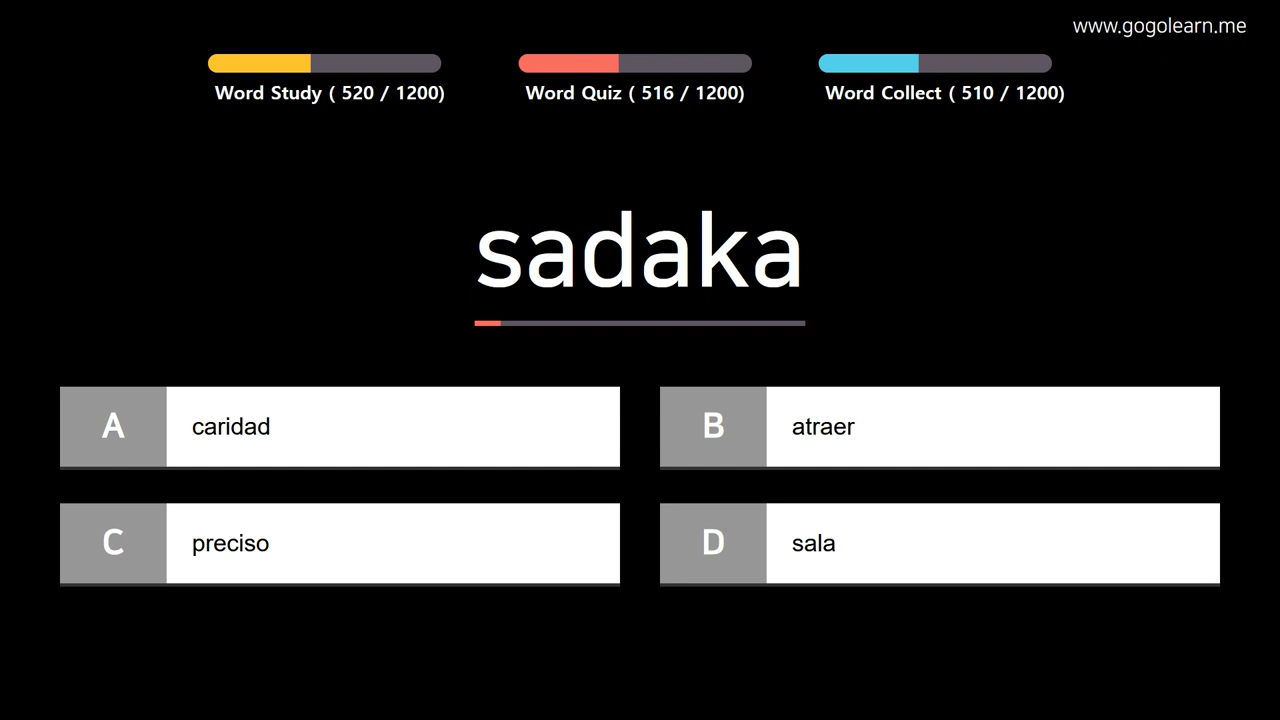 www.gogolearn.me
Word Study ( 520 / 1200)
Word Quiz ( 516 / 1200)
Word Collect ( 510 / 1200)
sadaka
A caridad
B atraer
C preciso
D sala